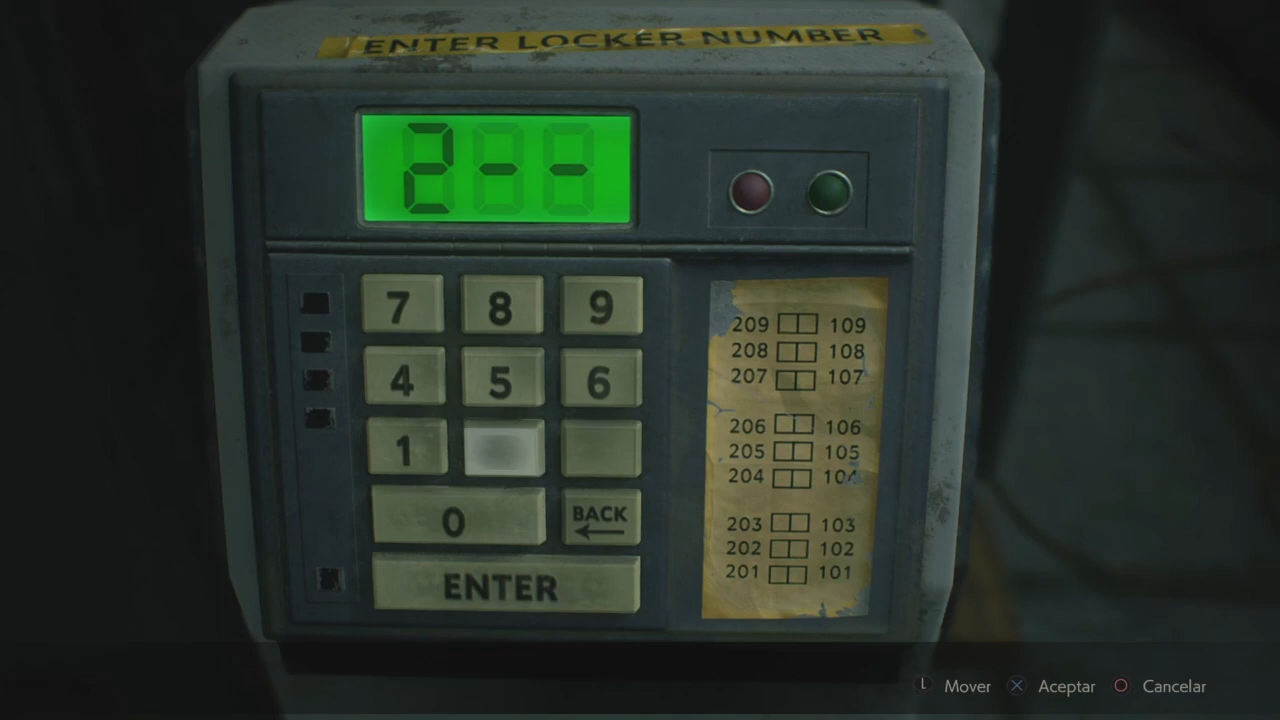 ENTER LOCKER NUMBER
2--
7 8 9
4 5 6
1
0 BACK
ENTER
209 109
208 108
207 107
206 106
205 105
204 104
203 103
202 102
201 101
L Mover Aceptar Cancelar